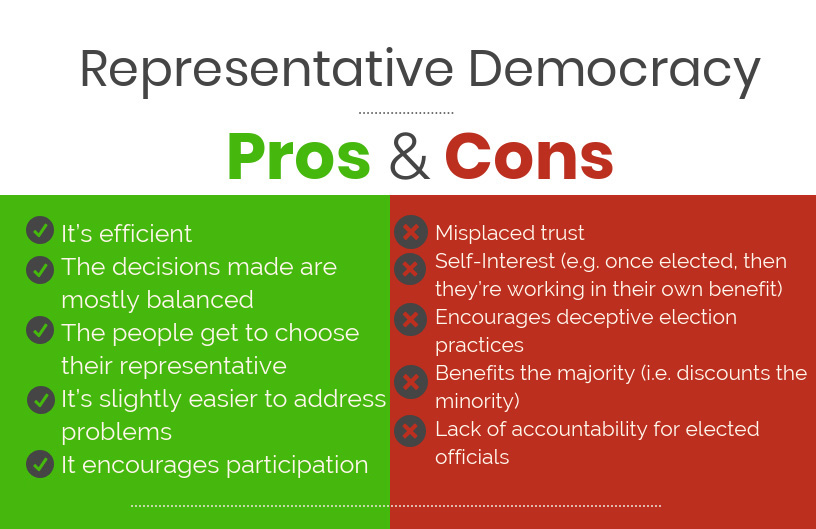 Representative Democracy
Pros & Cons
It's efficient
The decisions made are
mostly balanced
The people get to choose
their representative
It's slightly easier to address
problems
It encourages participation
Misplaced trust
Self-Interest (e.g. once elected, then
they're working in their own benefit)
Encourages deceptive election
practices
Benefits the majority (i.e. discounts the
minority)
Lack of accountability for elected
officials